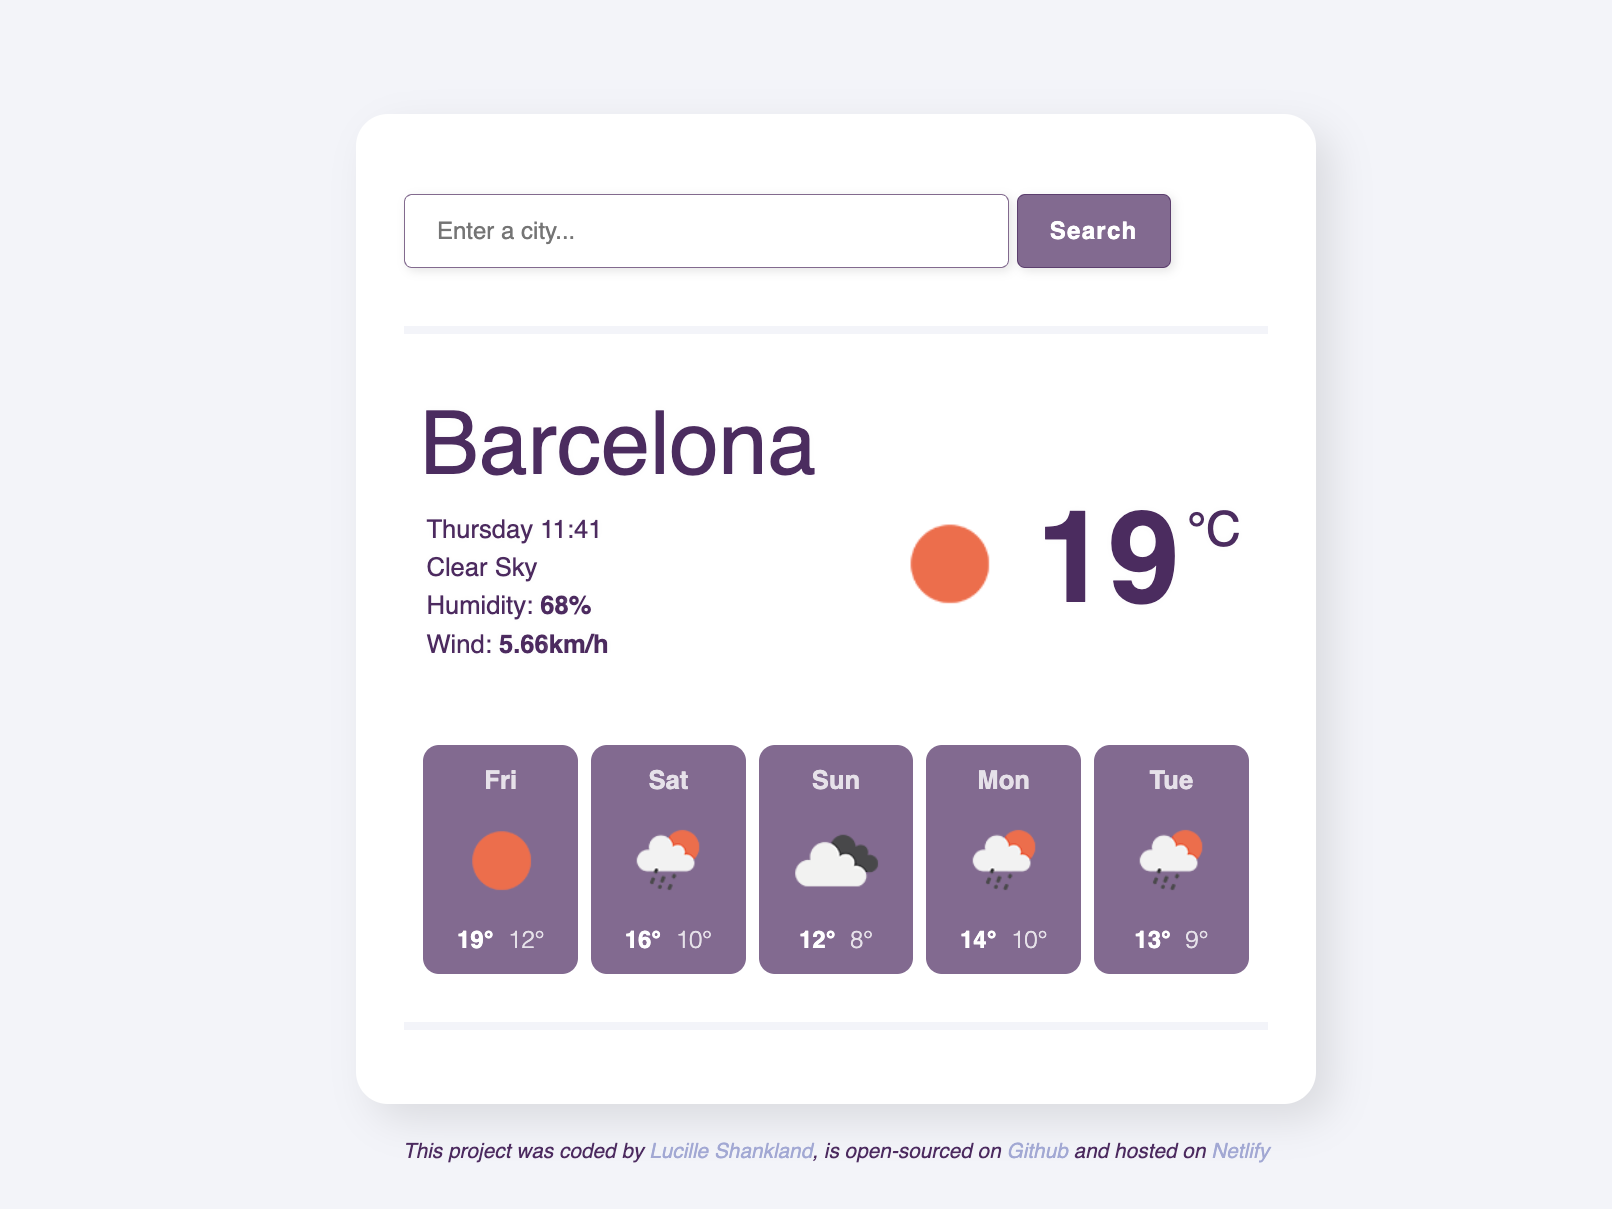 Enter a city...
Search
Barcelona
Thursday 11:41
Clear Sky
Humidity: 68%
Wind: 5.66km/h
19°C
Fri
Sat
Sun
Mon
Tue
19° 12°
16° 10°
12° 8°
14° 10°
13° 9°
This project was coded by Lucille Shankland, is open-sourced on Github and hosted on Netlify